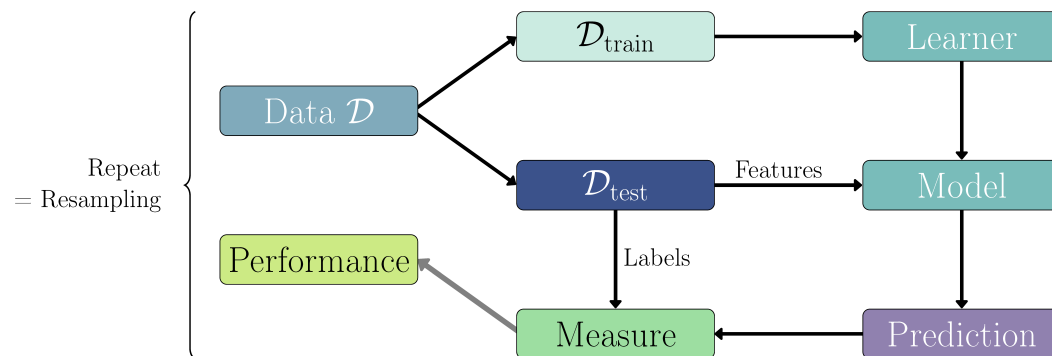 𝒟train
Learner
Data 𝒟
Repeat
= Resampling
𝒟test
Features
Model
Performance
Labels
Measure
Prediction